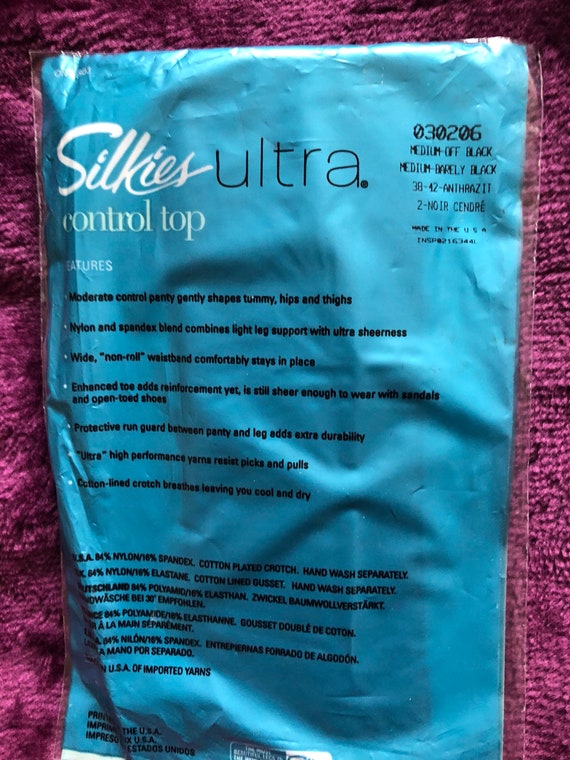 Silkies ultra®
control top
030206
MEDIUM-OFF BLACK
MEDIUM-BARELY BLACK
38-42-ANTHRAZIT
2-NOIR CENDRÉ
MADE IN THE U S A
INSP0216344L
EATURES
Moderate control panty gently shapes tummy, hips and thighs
Nylon and spandex blend combines light leg support with ultra sheerness
Wide, "non-roll" waistband comfortably stays in place
Enhanced toe adds reinforcement yet, is still sheer enough to wear with sandals
and open-toed shoes
Protective run guard between panty and leg adds extra durability
"Ultra" high performance yarns resist picks and pulls
Cotton-lined crotch breathes leaving you cool and dry
U.S.A. 84% NYLON/16% SPANDEX. COTTON PLATED CROTCH. HAND WASH SEPARATELY.
84% NYLON/16% ELASTANE. COTTON LINED GUSSET. HAND WASH SEPARATELY.
UTSCHLAND 84% POLYAMID/16% ELASTHAN. ZWICKEL BAUMWOLLVERSTÄRKT.
NDWÄSCHE BEI 30° EMPFOHLEN.
NCE 84% POLYAMIDE/16% ELASTHANNE. GOUSSET DOUBLÉ DE COTON.
R À LA MAIN SÉPARÉMENT.
84% NILÓN/16% SPANDEX. ENTREPIERNAS FORRADO DE ALGODÓN.
A MANO POR SEPARADO.
N U.S.A. OF IMPORTED YARNS
THE U.S.A.
U.S.A.
ESTADOS UNIDOS